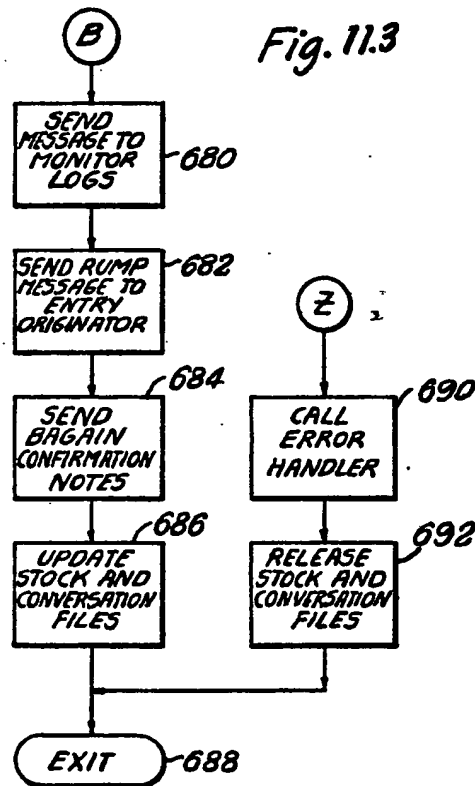 B
Fig. 11.3
SEND
MESSAGE TO
MONITOR
LOGS
680
SEND RUMP
MESSAGE TO
ENTRY
ORIGINATOR
682
SEND
BAGAIN
CONFIRMATION
NOTES
684
UPDATE
STOCK AND
CONVERSATION
FILES
686
Z
CALL
ERROR
HANDLER
690
RELEASE
STOCK AND
CONVERSATION
FILES
692
EXIT
688